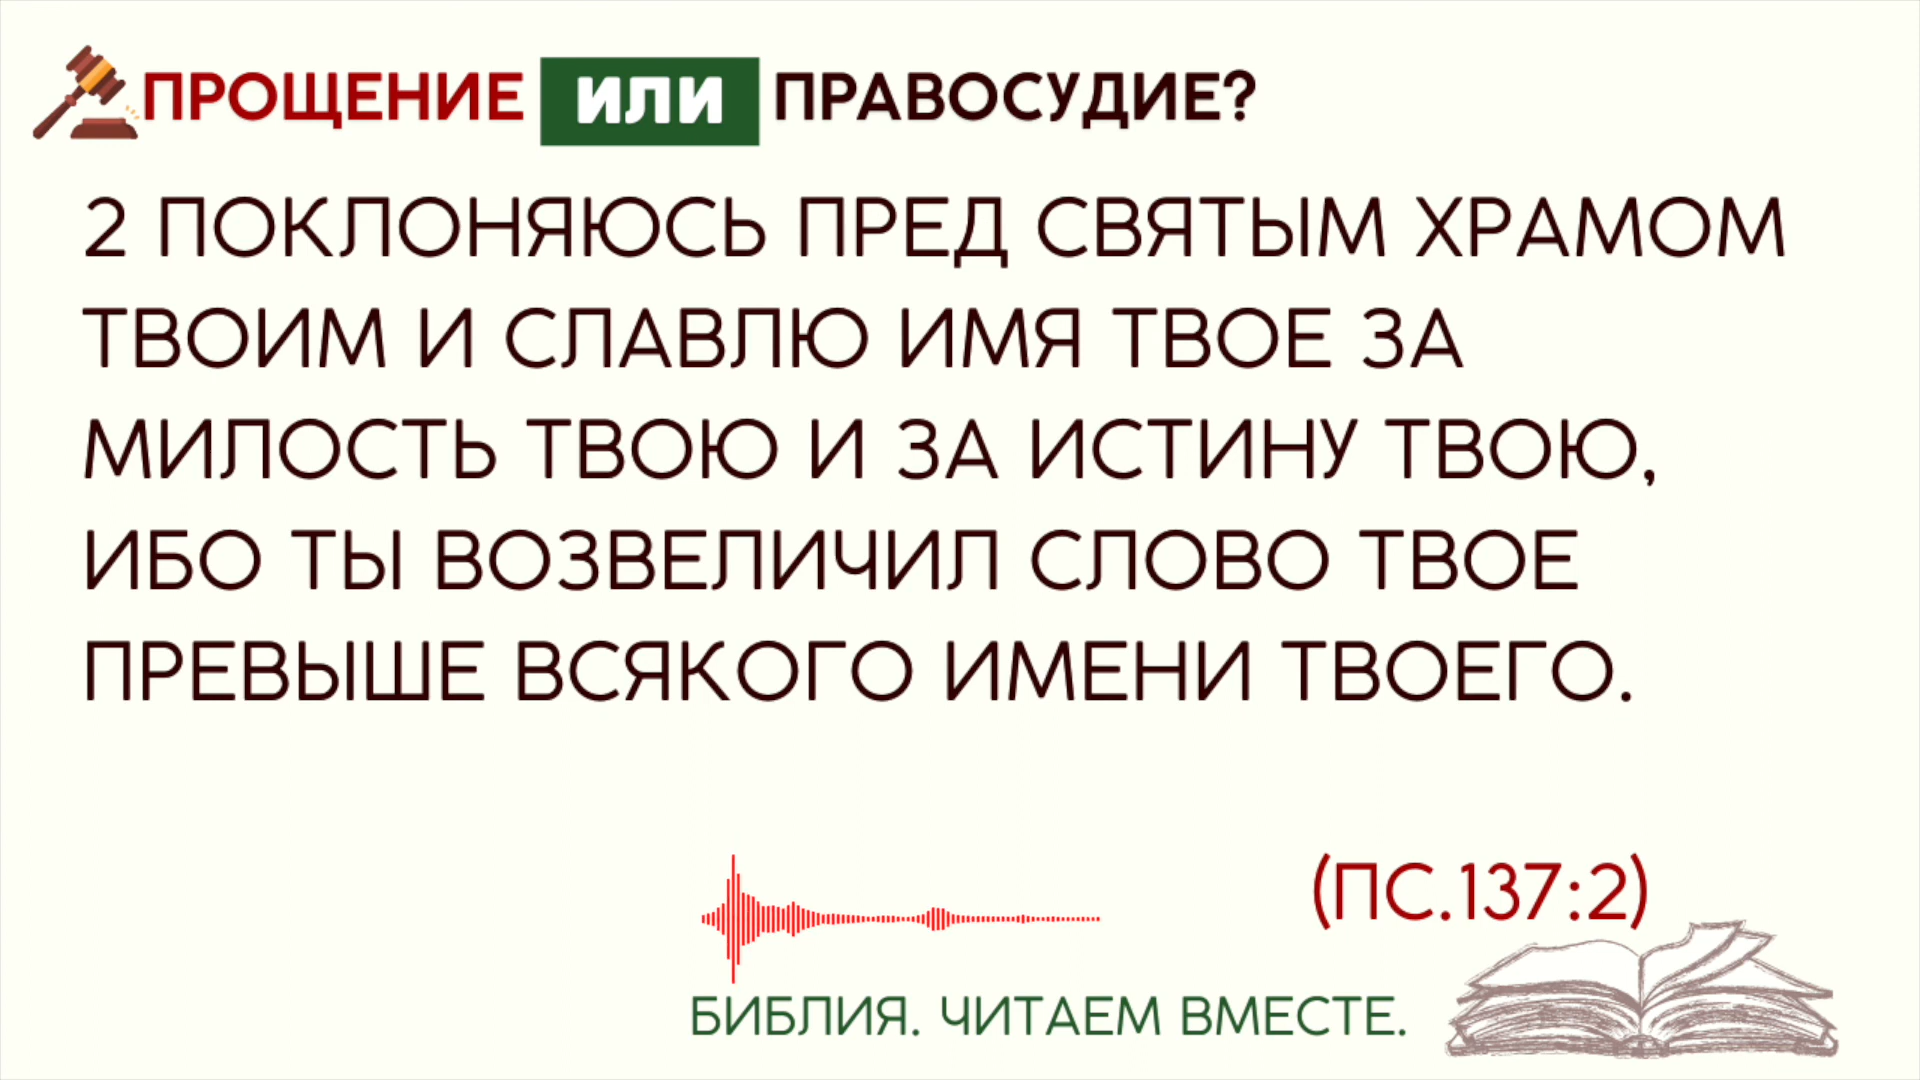 ПРОЩЕНИЕ ИЛИ ПРАВОСУДИЕ?
2 ПОКЛОНЯЮСЬ ПРЕД СВЯТЫМ ХРАМОМ
ТВОИМ И СЛАВЛЮ ИМЯ ТВОЕ ЗА
МИЛОСТЬ ТВОЮ И ЗА ИСТИНУ ТВОЮ,
ИБО ТЫ ВОЗВЕЛИЧИЛ СЛОВО ТВОЕ
ПРЕВЫШЕ ВСЯКОГО ИМЕНИ ТВОЕГО.
(ПС.137:2)
БИБЛИЯ. ЧИТАЕМ ВМЕСТЕ.